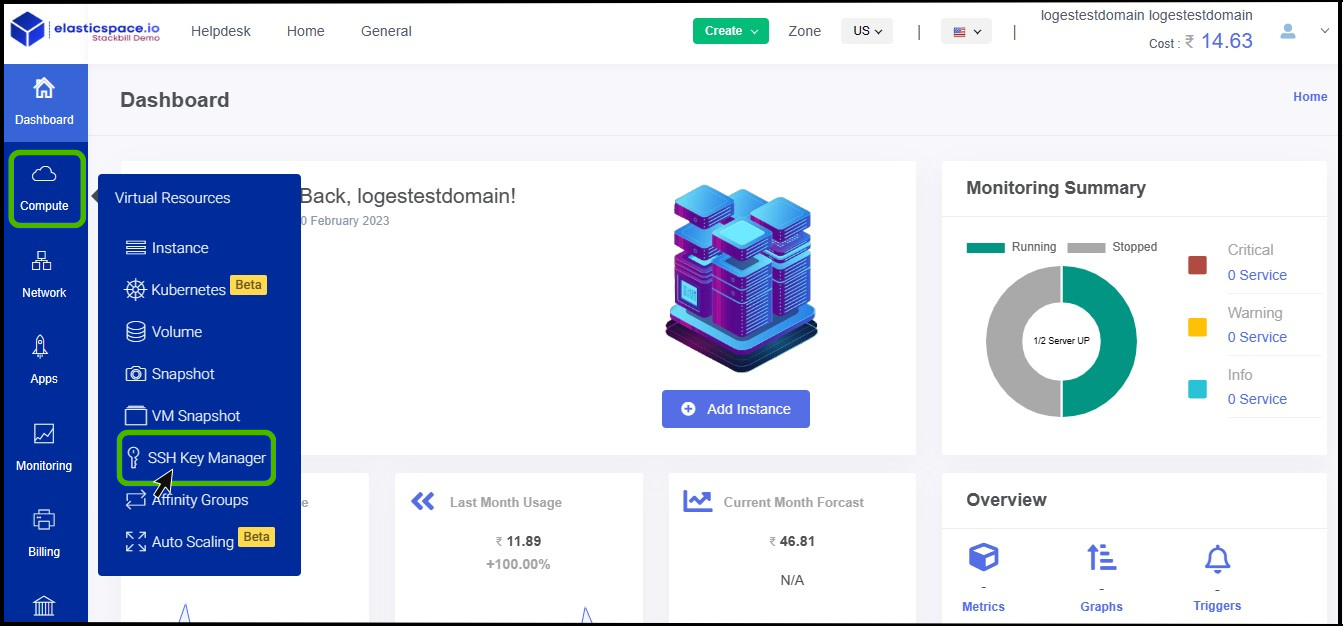 elasticspace.io
Stackbill Demo
Helpdesk
Home
General
Create
Zone
US
|
|
logestestdomain logestestdomain
Cost : ₹ 14.63
Dashboard
Compute
Network
Apps
Monitoring
Billing
Dashboard
Home
Virtual Resources
Instance
Kubernetes Beta
Volume
Snapshot
VM Snapshot
SSH Key Manager
Affinity Groups
Auto Scaling Beta
Back, logestestdomain!
0 February 2023
Add Instance
Monitoring Summary
Running
Stopped
1/2 Server UP
Critical
0 Service
Warning
0 Service
Info
0 Service
e
Last Month Usage
₹ 11.89
+100.00%
Current Month Forcast
₹ 46.81
N/A
Overview
-
Metrics
-
Graphs
-
Triggers